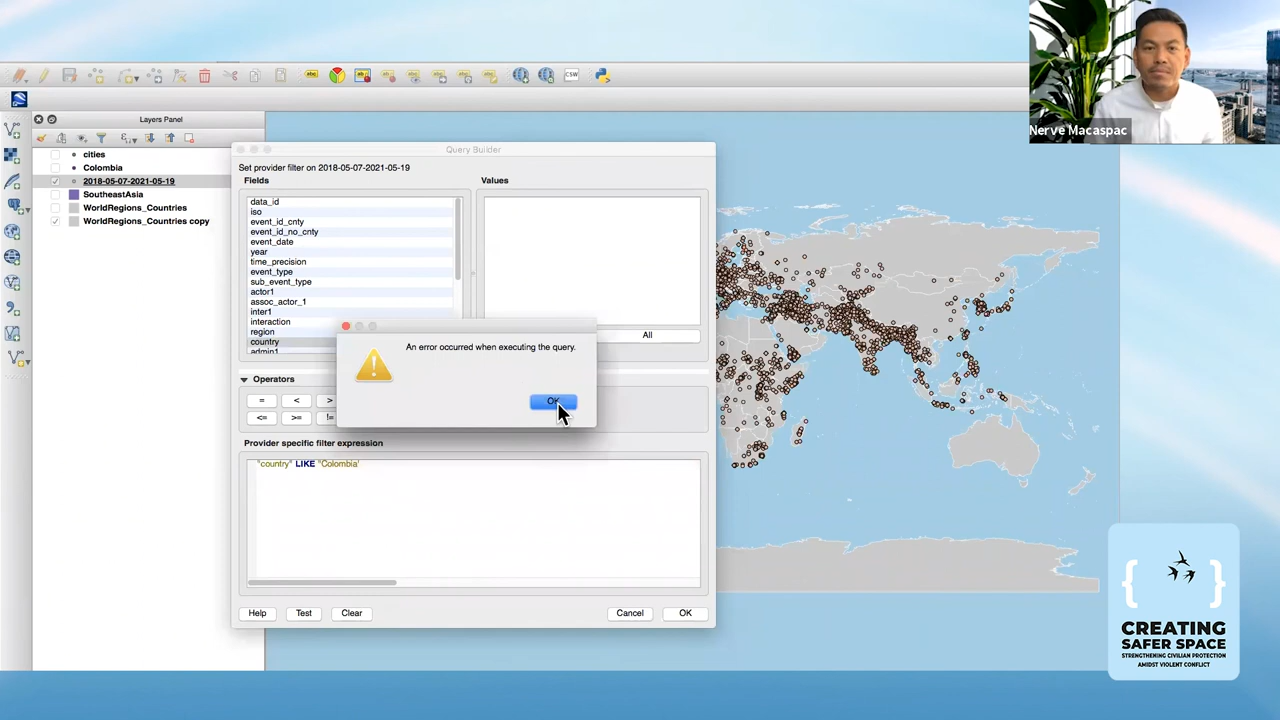 Nerve Macaspac
CSW
Layers Panel
cities
Colombia
2018-05-07-2021-05-19
SoutheastAsia
WorldRegions_Countries
WorldRegions_Countries copy
Query Builder
Set provider filter on 2018-05-07-2021-05-19
Fields
Values
data_id
iso
event_id_cnty
event_id_no_cnty
event_date
year
time_precision
event_type
sub_event_type
actor1
assoc_actor_1
inter1
interaction
region
country
admin1
All
An error occurred when executing the query.
OK
Operators
= < >
<= >= !=
Provider specific filter expression
"country" LIKE "Colombia'
Help Test Clear Cancel OK
CREATING
SAFER SPACE
STRENGTHENING CIVILIAN PROTECTION
AMIDST VIOLENT CONFLICT